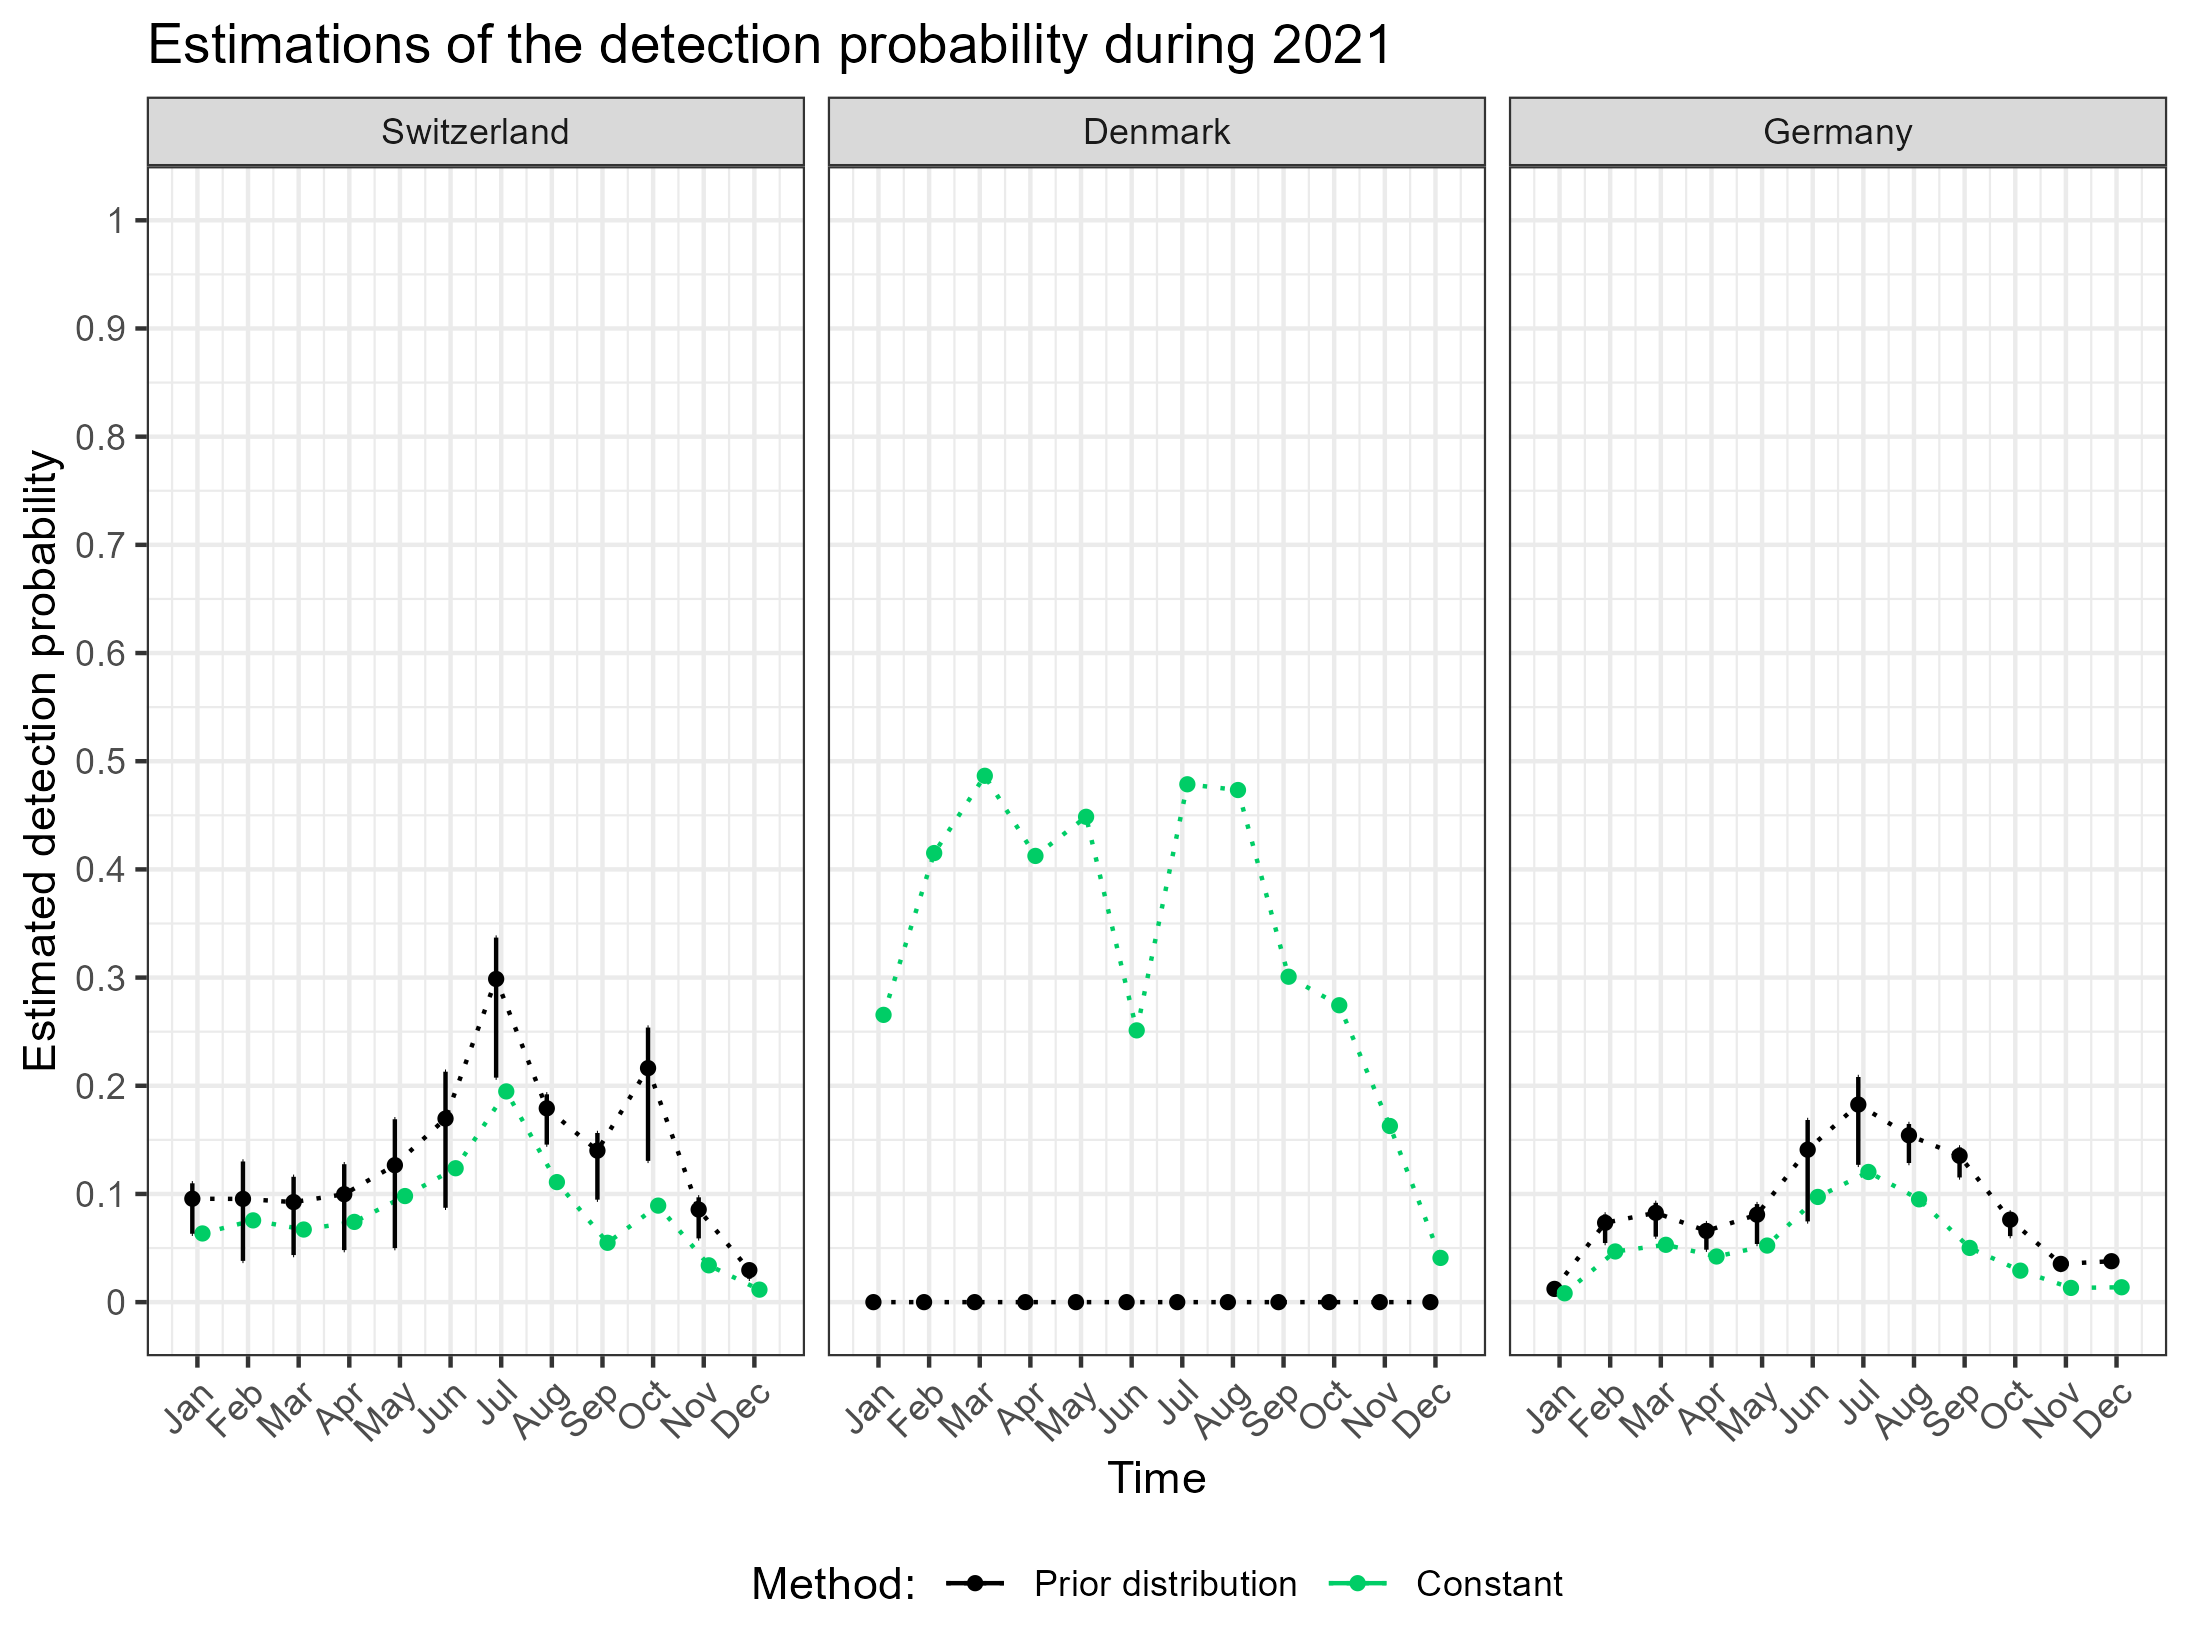 Estimations of the detection probability during 2021
Switzerland
Denmark
Germany
Estimated detection probability
1
0.9
0.8
0.7
0.6
0.5
0.4
0.3
0.2
0.1
0
Jan Feb Mar Apr May Jun Jul Aug Sep Oct Nov Dec
Jan Feb Mar Apr May Jun Jul Aug Sep Oct Nov Dec
Jan Feb Mar Apr May Jun Jul Aug Sep Oct Nov Dec
Time
Method: Prior distribution Constant